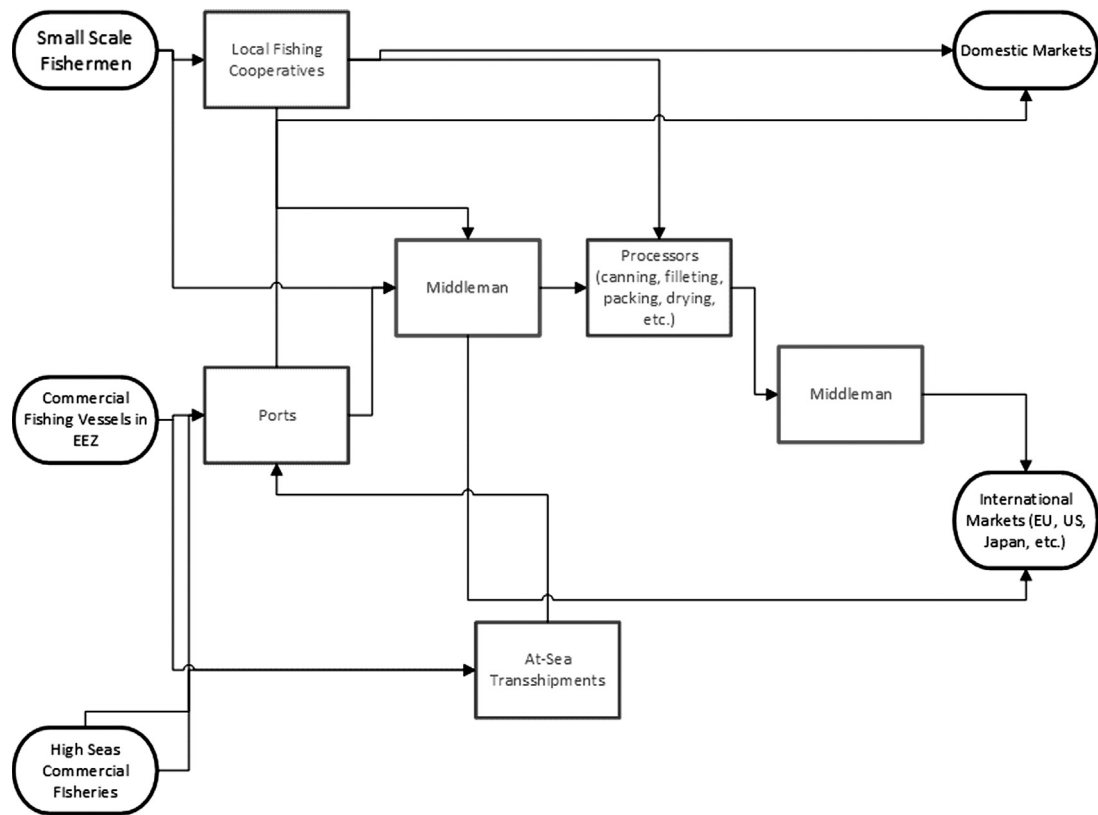 Small Scale
Fishermen
Local Fishing
Cooperatives
Domestic Markets
Middleman
Processors
(canning, filleting,
packing, drying,
etc.)
Commercial
Fishing Vessels in
EEZ
Ports
Middleman
International
Markets (EU, US,
Japan, etc.)
At-Sea
Transshipments
High Seas
Commercial
FIsheries